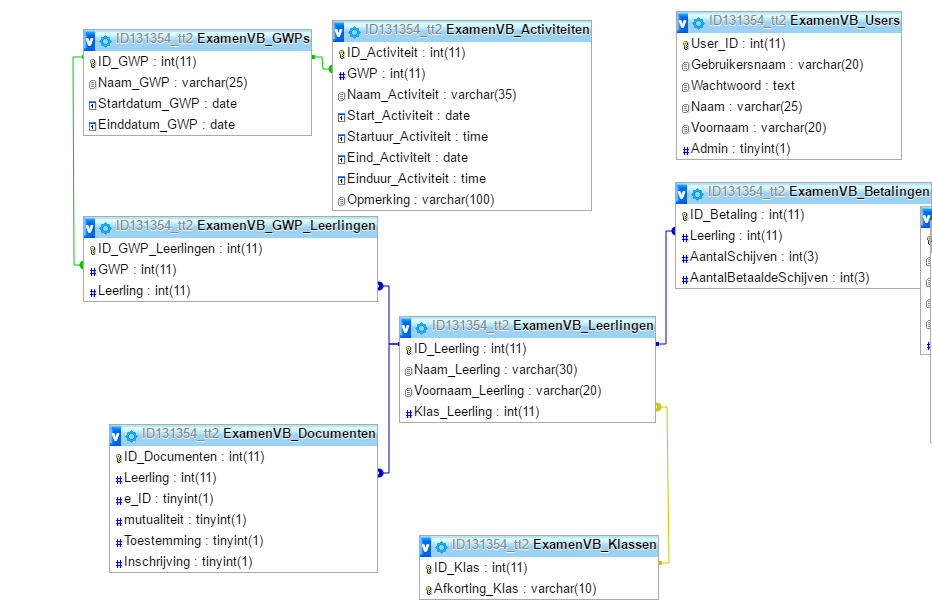 ID131354_tt2 ExamenVB_GWPs
ID_GWP : int(11)
Naam_GWP : varchar(25)
Startdatum_GWP : date
Einddatum_GWP : date
ID131354_tt2 ExamenVB_Activiteiten
ID_Activiteit : int(11)
GWP : int(11)
Naam_Activiteit : varchar(35)
Start_Activiteit : date
Startuur_Activiteit : time
Eind_Activiteit : date
Einduur_Activiteit : time
Opmerking : varchar(100)
ID131354_tt2 ExamenVB_Users
User_ID : int(11)
Gebruikersnaam : varchar(20)
Wachtwoord : text
Naam : varchar(25)
Voornaam : varchar(20)
Admin : tinyint(1)
ID131354_tt2 ExamenVB_GWP_Leerlingen
ID_GWP_Leerlingen : int(11)
GWP : int(11)
Leerling : int(11)
ID131354_tt2 ExamenVB_Betalingen
ID_Betaling : int(11)
Leerling : int(11)
AantalSchijven : int(3)
AantalBetaaldeSchijven : int(3)
ID131354_tt2 ExamenVB_Leerlingen
ID_Leerling : int(11)
Naam_Leerling : varchar(30)
Voornaam_Leerling : varchar(20)
Klas_Leerling : int(11)
ID131354_tt2 ExamenVB_Documenten
ID_Documenten : int(11)
Leerling : int(11)
e_ID : tinyint(1)
mutualiteit : tinyint(1)
Toestemming : tinyint(1)
Inschrijving : tinyint(1)
ID131354_tt2 ExamenVB_Klassen
ID_Klas : int(11)
Afkorting_Klas : varchar(10)